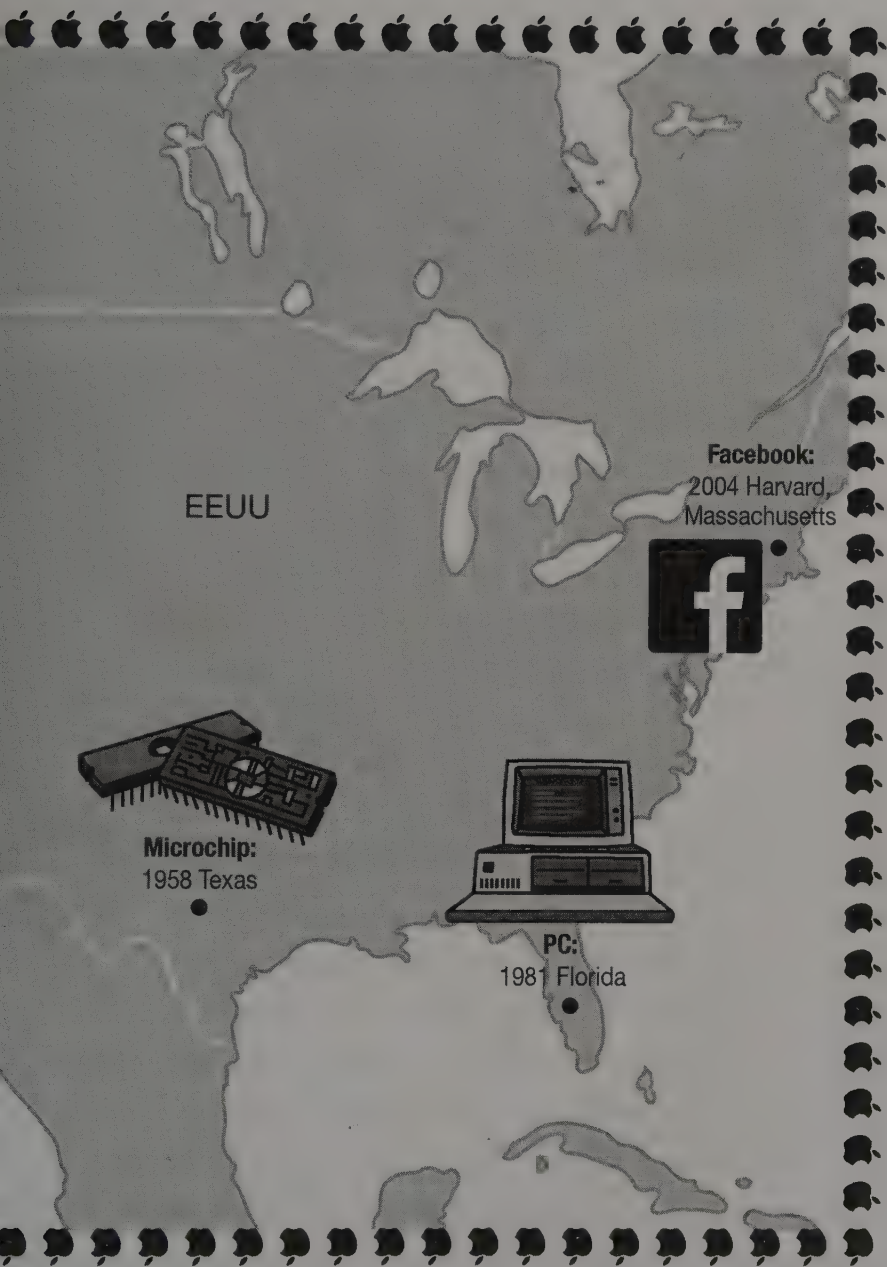 Facebook:
2004 Harvard,
Massachusetts
EEUU
f
Microchip:
1958 Texas
PC:
1981 Florida